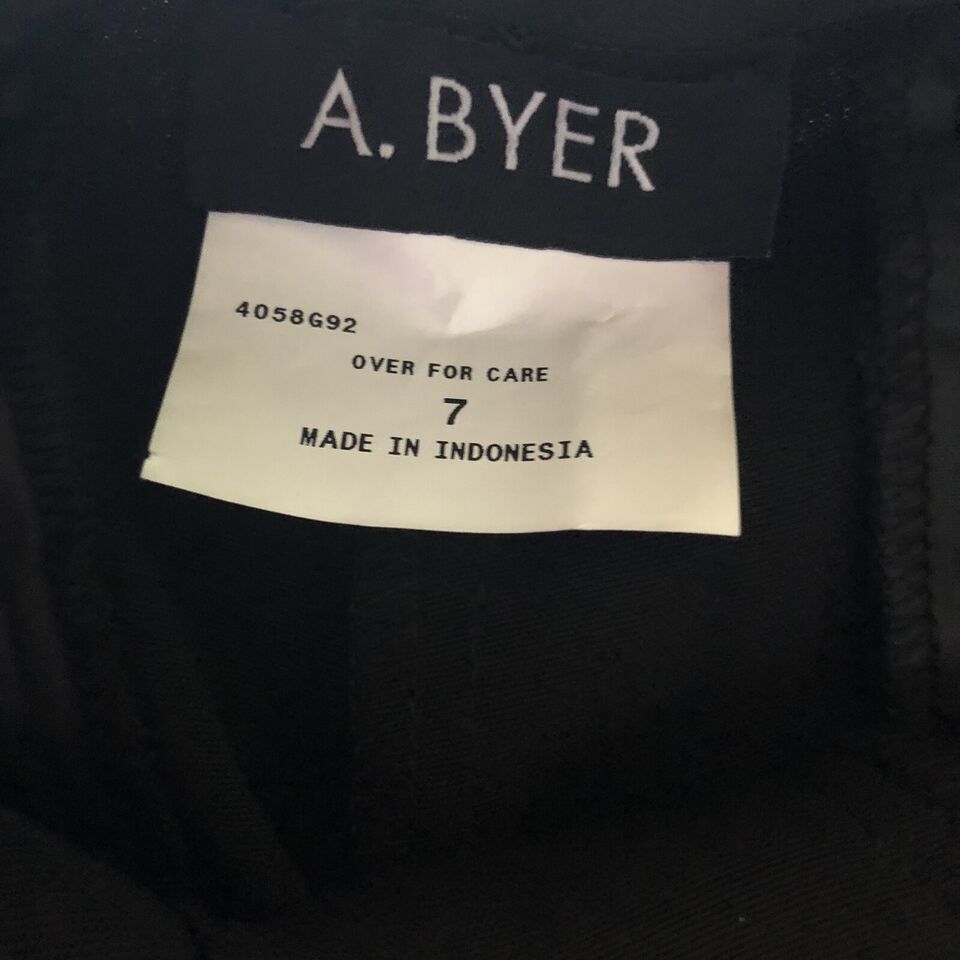 A. BYER
4058G92
OVER FOR CARE
7
MADE IN INDONESIA